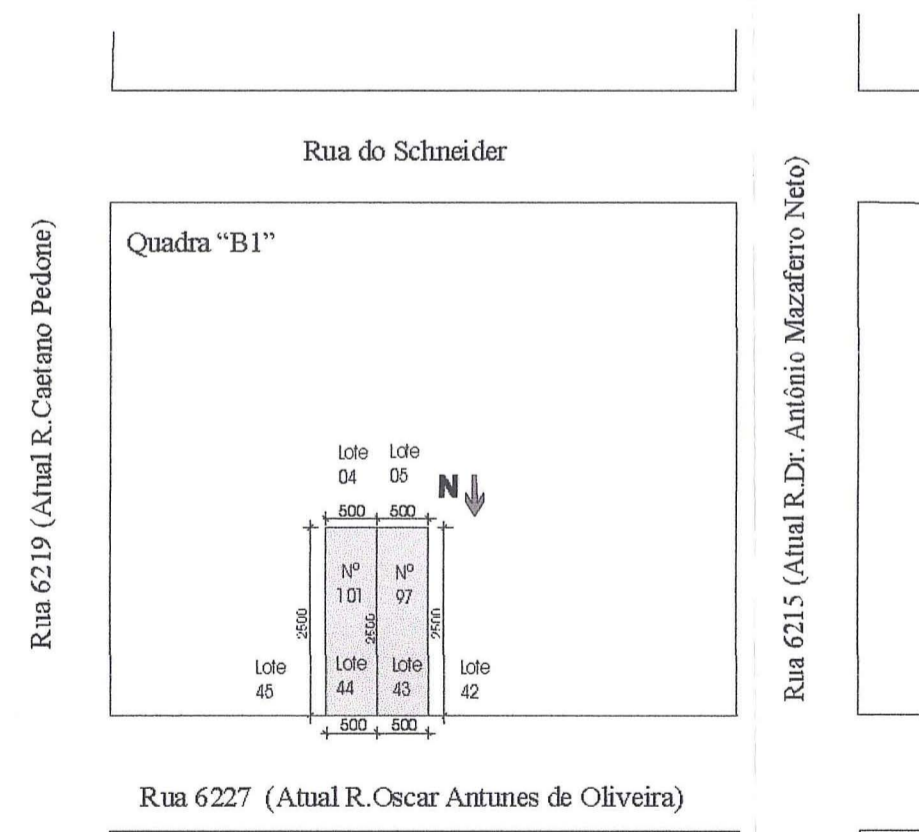 Rua do Schneider
Rua 6219 (Atual R.Caetano Pedone)
Quadra “B1”
Rua 6215 (Atual R.Dr. Antônio Mazaferro Neto)
Lote Lote
04 05
N
500 500
Nº Nº
101 97
2500 2500 2500
Lote Lote Lote Lote
45 44 43 42
500 500
Rua 6227 (Atual R.Oscar Antunes de Oliveira)